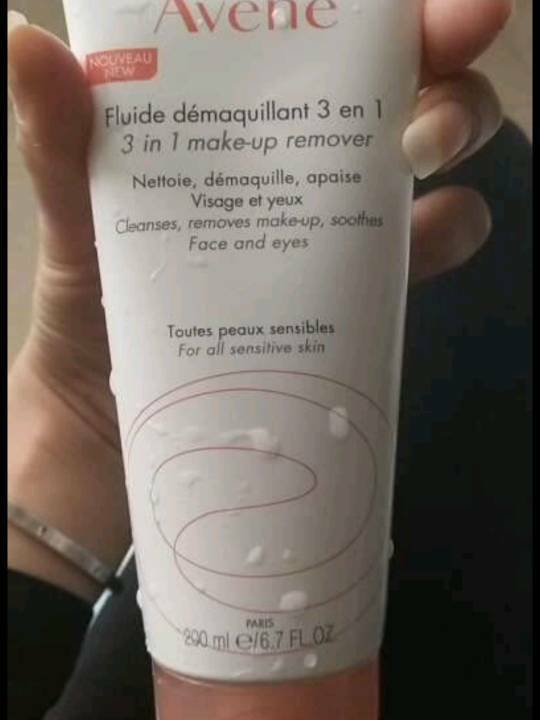 Avène
NOUVEAU
NEW
Fluide démaquillant 3 en 1
3 in 1 make-up remover
Nettoie, démaquille, apaise
Visage et yeux
Cleanses, removes make-up, soothes
Face and eyes
Toutes peaux sensibles
For all sensitive skin
PARIS
200 ml e/6.7 FL.OZ.